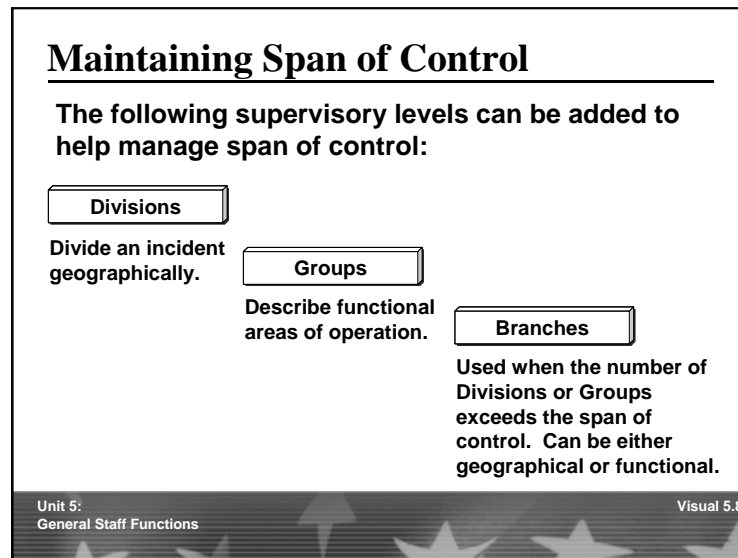 Maintaining Span of Control
The following supervisory levels can be added to
help manage span of control:
Divisions
Divide an incident
geographically.
Groups
Describe functional
areas of operation.
Branches
Used when the number of
Divisions or Groups
exceeds the span of
control. Can be either
geographical or functional.
Unit 5:
General Staff Functions
Visual 5.8